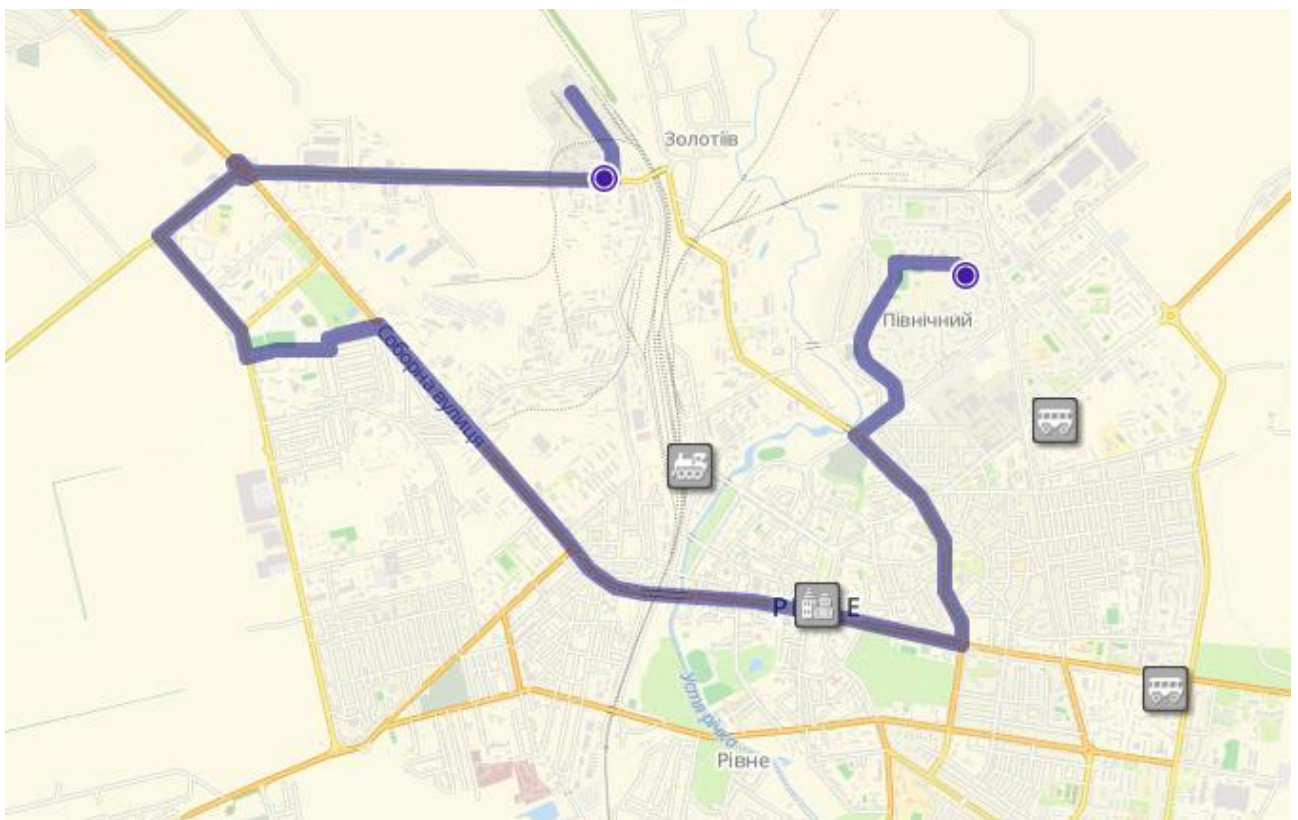 Золотіїв
Північний
Соборна вулиця
Р
Е
Устя річка
Рівне